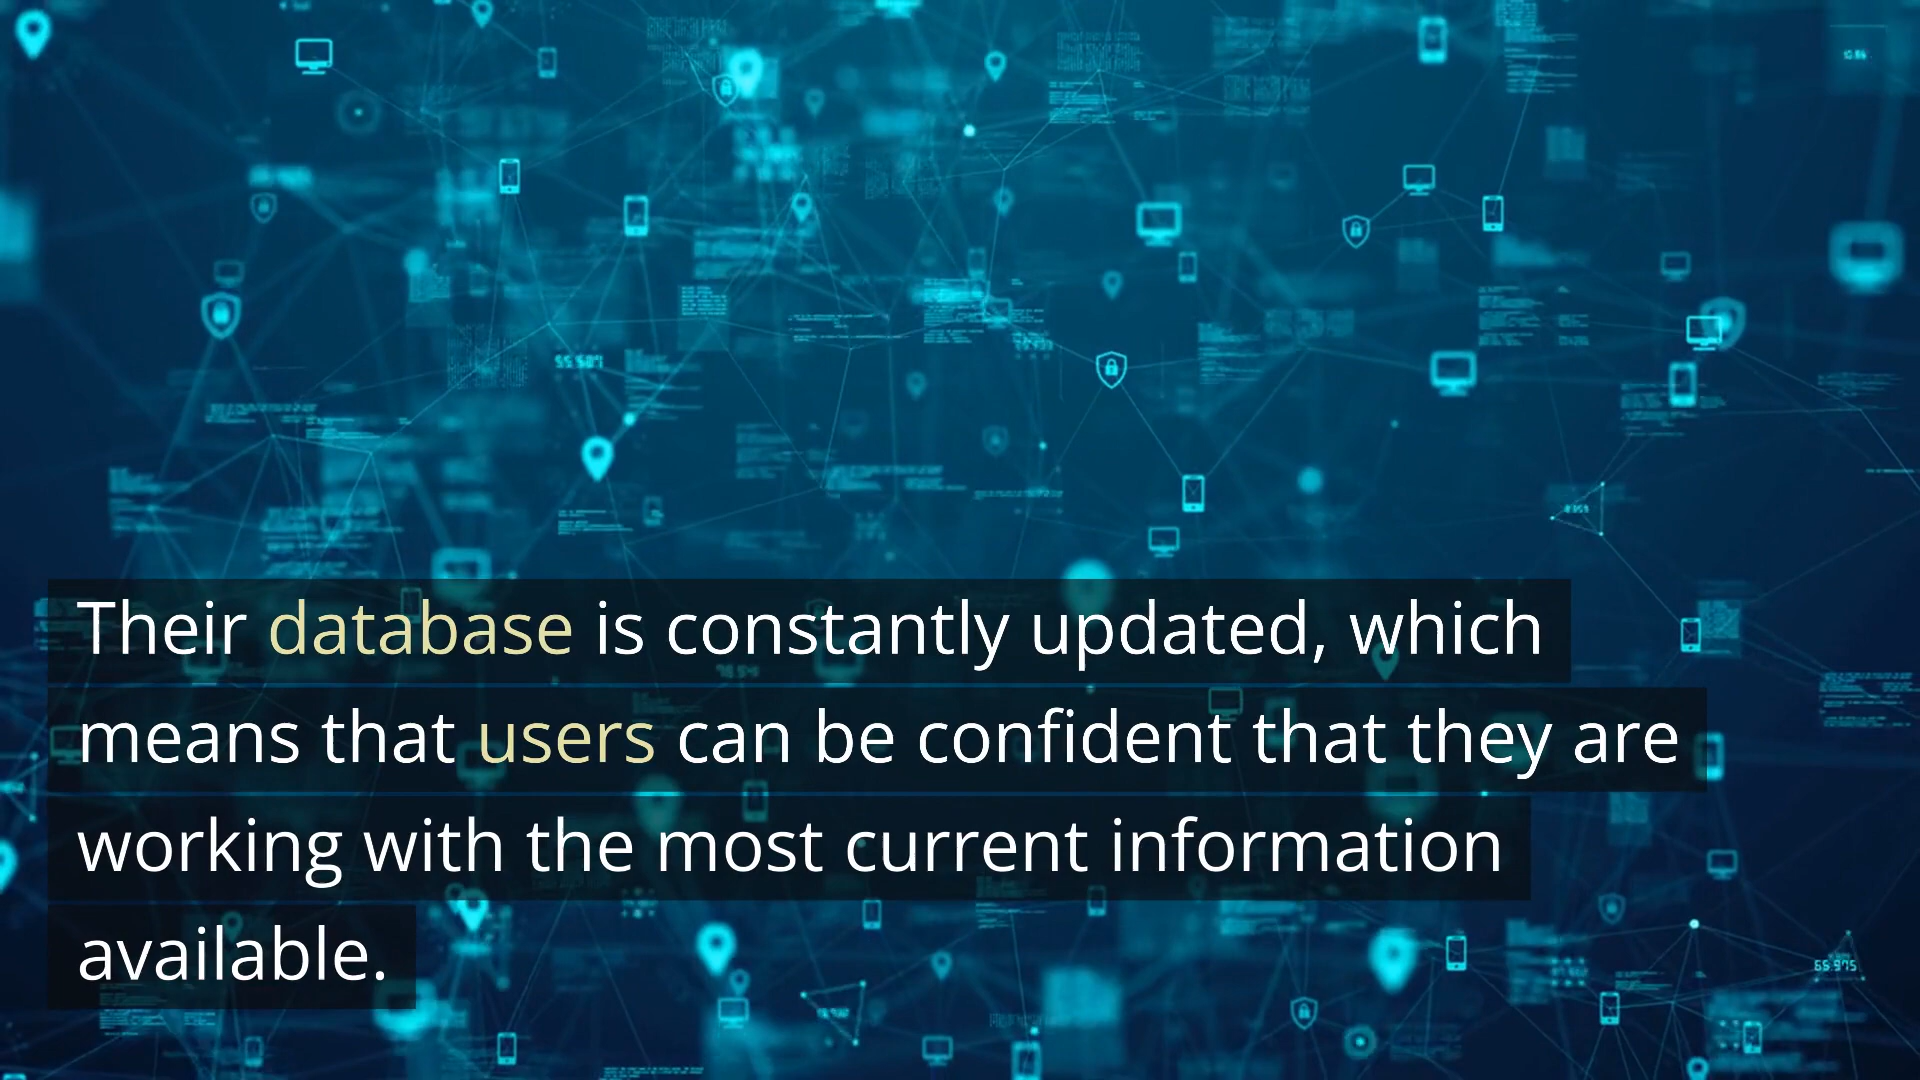 Their database is constantly updated, which
means that users can be confident that they are
working with the most current information
available.